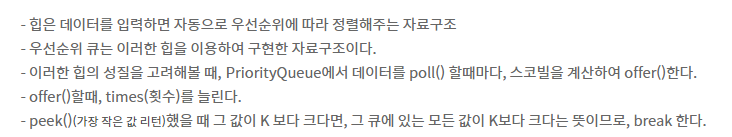 - 힙은 데이터를 입력하면 자동으로 우선순위에 따라 정렬해주는 자료구조
- 우선순위 큐는 이러한 힙을 이용하여 구현한 자료구조이다.
- 이러한 힙의 성질을 고려해볼 때, PriorityQueue에서 데이터를 poll() 할때마다, 스코빌을 계산하여 offer()한다.
- offer()할때, times(횟수)를 늘린다.
- peek()(가장 작은 값 리턴)했을 때 그 값이 K 보다 크다면, 그 큐에 있는 모든 값이 K보다 크다는 뜻이므로, break 한다.